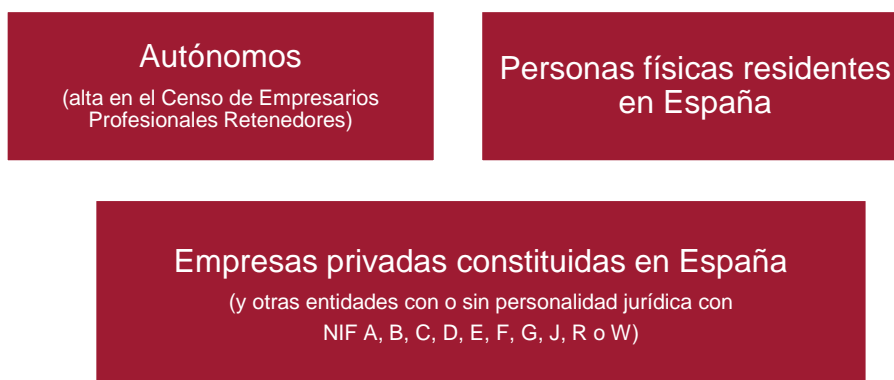 Autónomos
(alta en el Censo de Empresarios
Profesionales Retenedores)
Personas físicas residentes
en España
Empresas privadas constituidas en España
(y otras entidades con o sin personalidad jurídica con
NIF A, B, C, D, E, F, G, J, R o W)